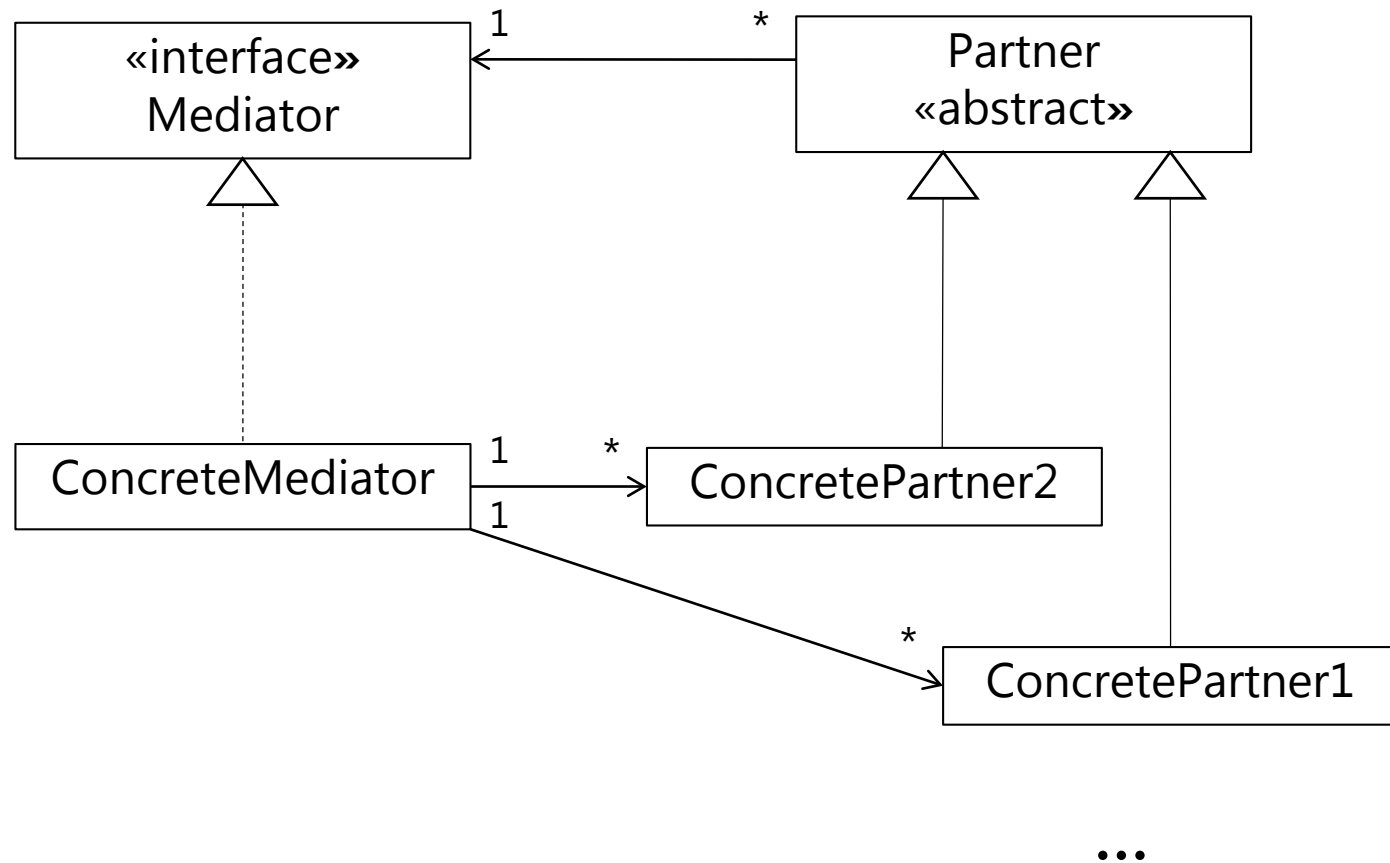 «interface»
Mediator
1
*
Partner
«abstract»
ConcreteMediator
1
*
ConcretePartner2
1
*
ConcretePartner1
...